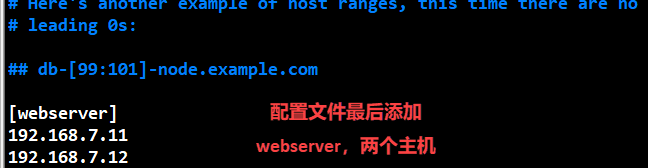 # Here's another example of host ranges, this time there are no
# leading 0s:
## db-[99:101]-node.example.com
[webserver]
配置文件最后添加
192.168.7.11
webserver，两个主机
192.168.7.12